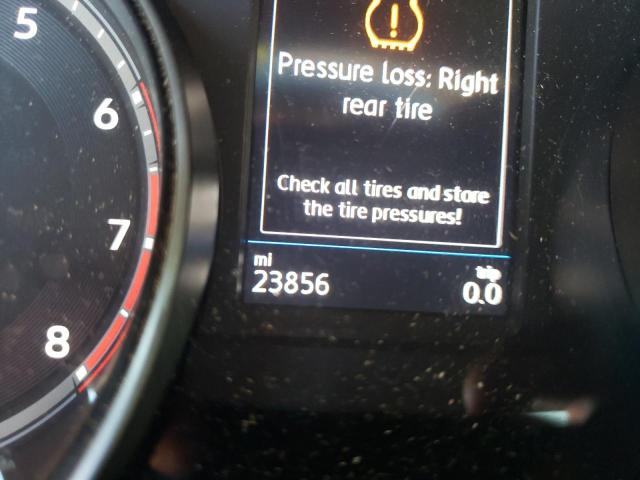 5
6
7
8
Pressure loss: Right
rear tire
Check all tires and store
the tire pressures!
mi
23856
trip
0.0